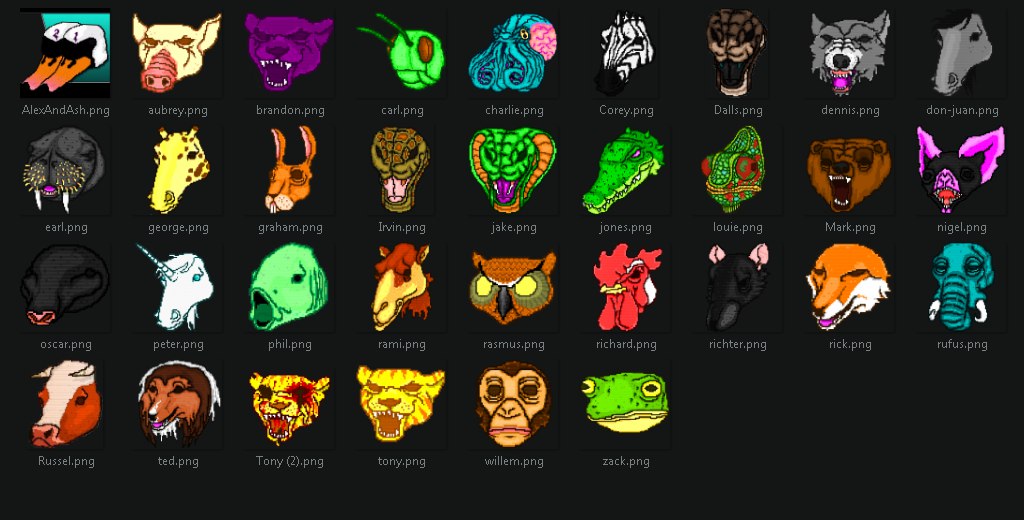 AlexAndAsh.png aubrey.png brandon.png carl.png charlie.png Corey.png Dalls.png dennis.png don-juan.png
earl.png george.png graham.png Irvin.png jake.png jones.png louie.png Mark.png nigel.png
oscar.png peter.png phil.png rami.png rasmus.png richard.png richter.png rick.png rufus.png
Russel.png ted.png Tony (2).png tony.png willem.png zack.png